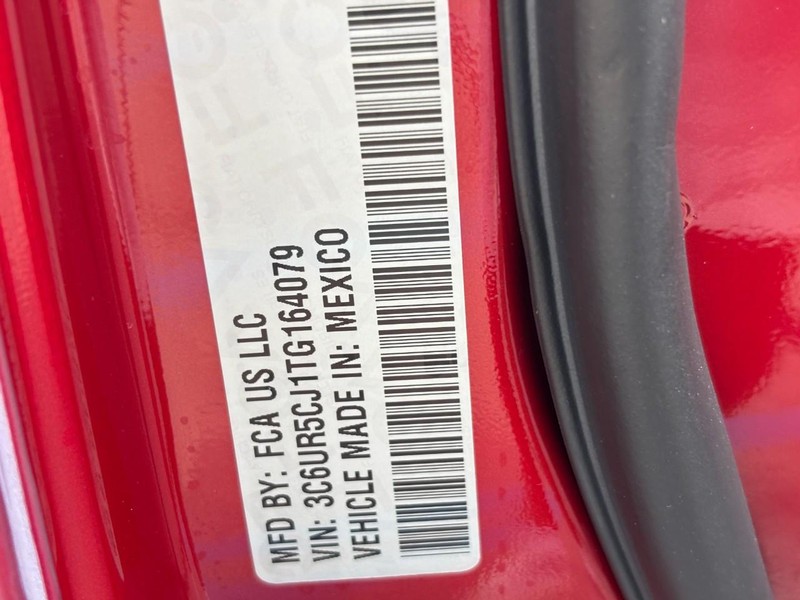 MFD BY: FCA US LLC
VIN: 3C6UR5CJ1TG164079
VEHICLE MADE IN: MEXICO